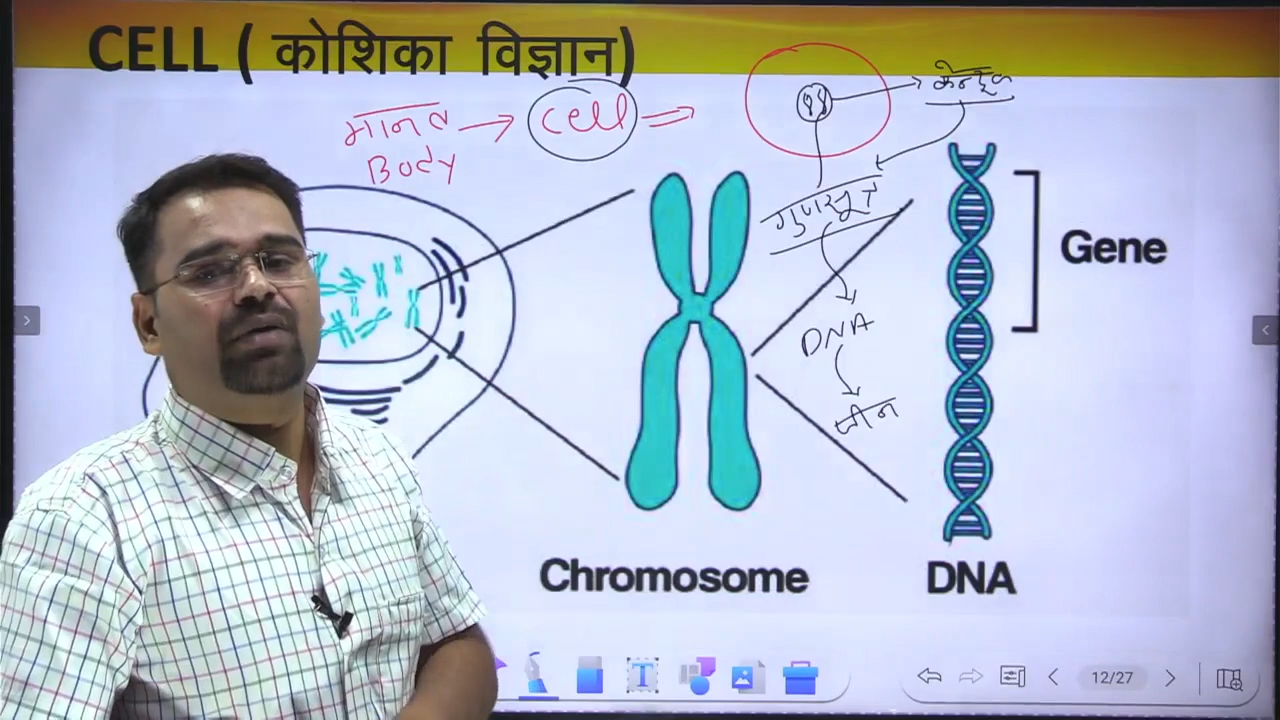 CELL ( कोशिका विज्ञान)
मानव → cell ⇒
Body
केन्द्रक
गुणसूत्र
DNA
जीन
Gene
Chromosome
DNA
T
12/27